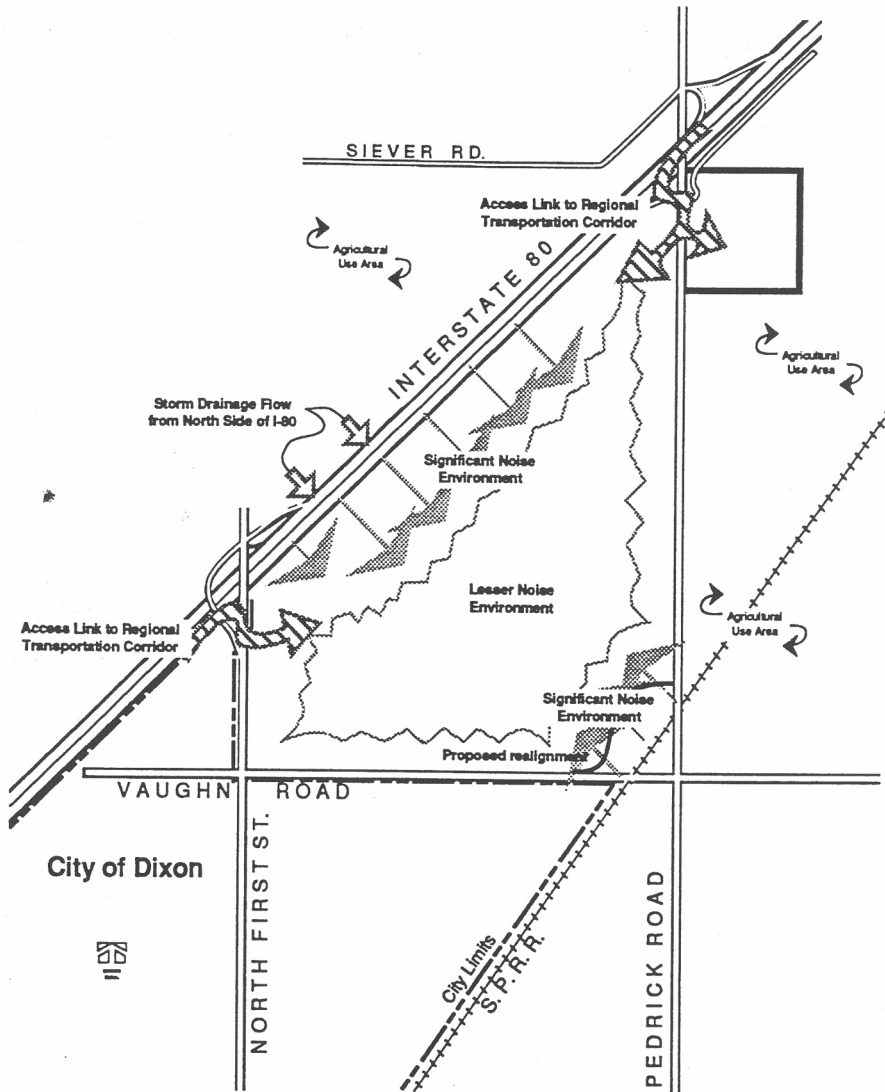 SIEVER RD.
Access Link to Regional
Transportation Corridor
Agricultural
Use Area
INTERSTATE 80
Agricultural
Use Area
Storm Drainage Flow
from North Side of I-80
Significant Noise
Environment
Lesser Noise
Environment
Access Link to Regional
Transportation Corridor
Agricultural
Use Area
Significant Noise
Environment
Proposed realignment
VAUGHN ROAD
City of Dixon
NORTH FIRST ST.
City Limits
S. P. R. R.
PEDRICK ROAD